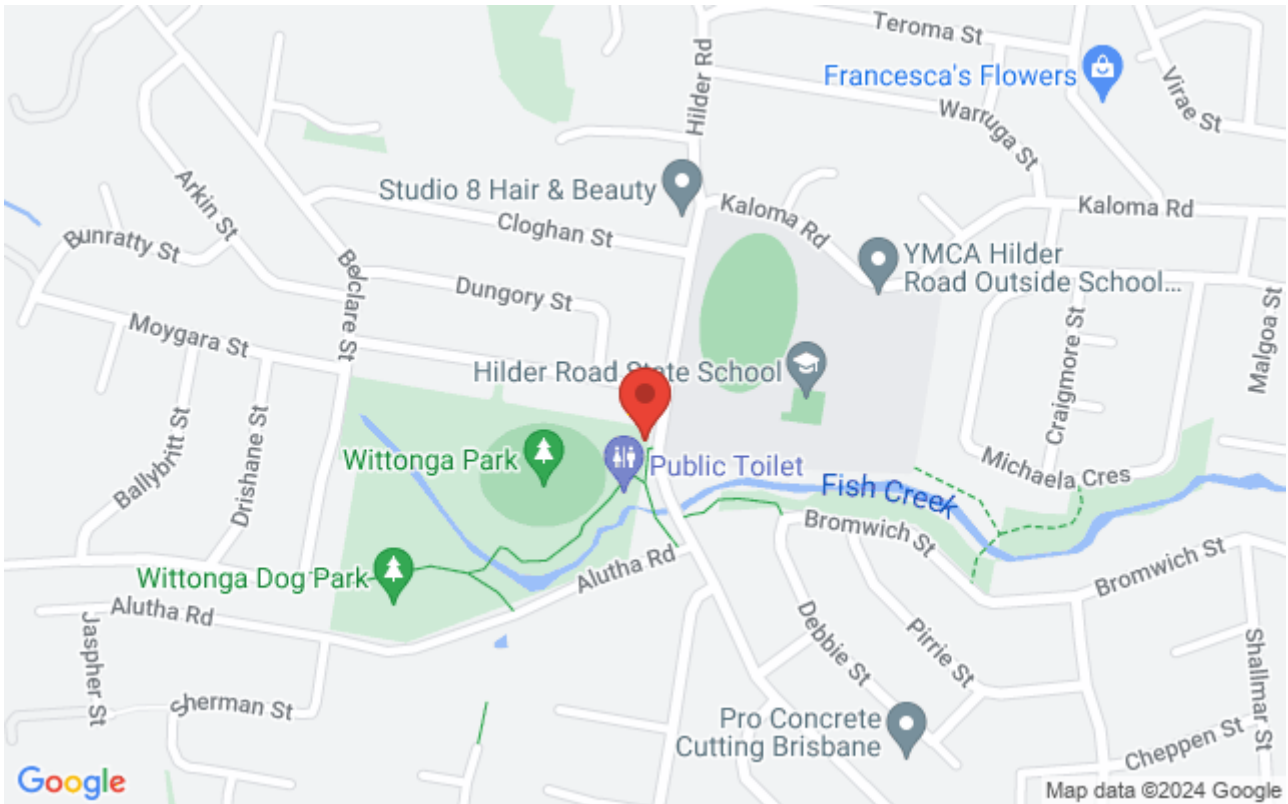 Teroma St
Hilder Rd
Francesca's Flowers
Virae St
Warruga St
Arkin St
Studio 8 Hair & Beauty
Kaloma Rd
Kaloma Rd
Cloghan St
Bunratty St
Belclare St
YMCA Hilder
Road Outside School...
Dungory St
Moygara St
Malgoa St
Craigmore St
Hilder Road State School
Ballybritt St
Drishane St
Wittonga Park
Public Toilet
Michaela Cres
Fish Creek
Bromwich St
Bromwich St
Wittonga Dog Park
Alutha Rd
Alutha Rd
Jaspher St
Debbie St
Pirrie St
Shallmar St
Sherman St
Pro Concrete
Cutting Brisbane
Cheppen St
Google
Map data ©2024 Google